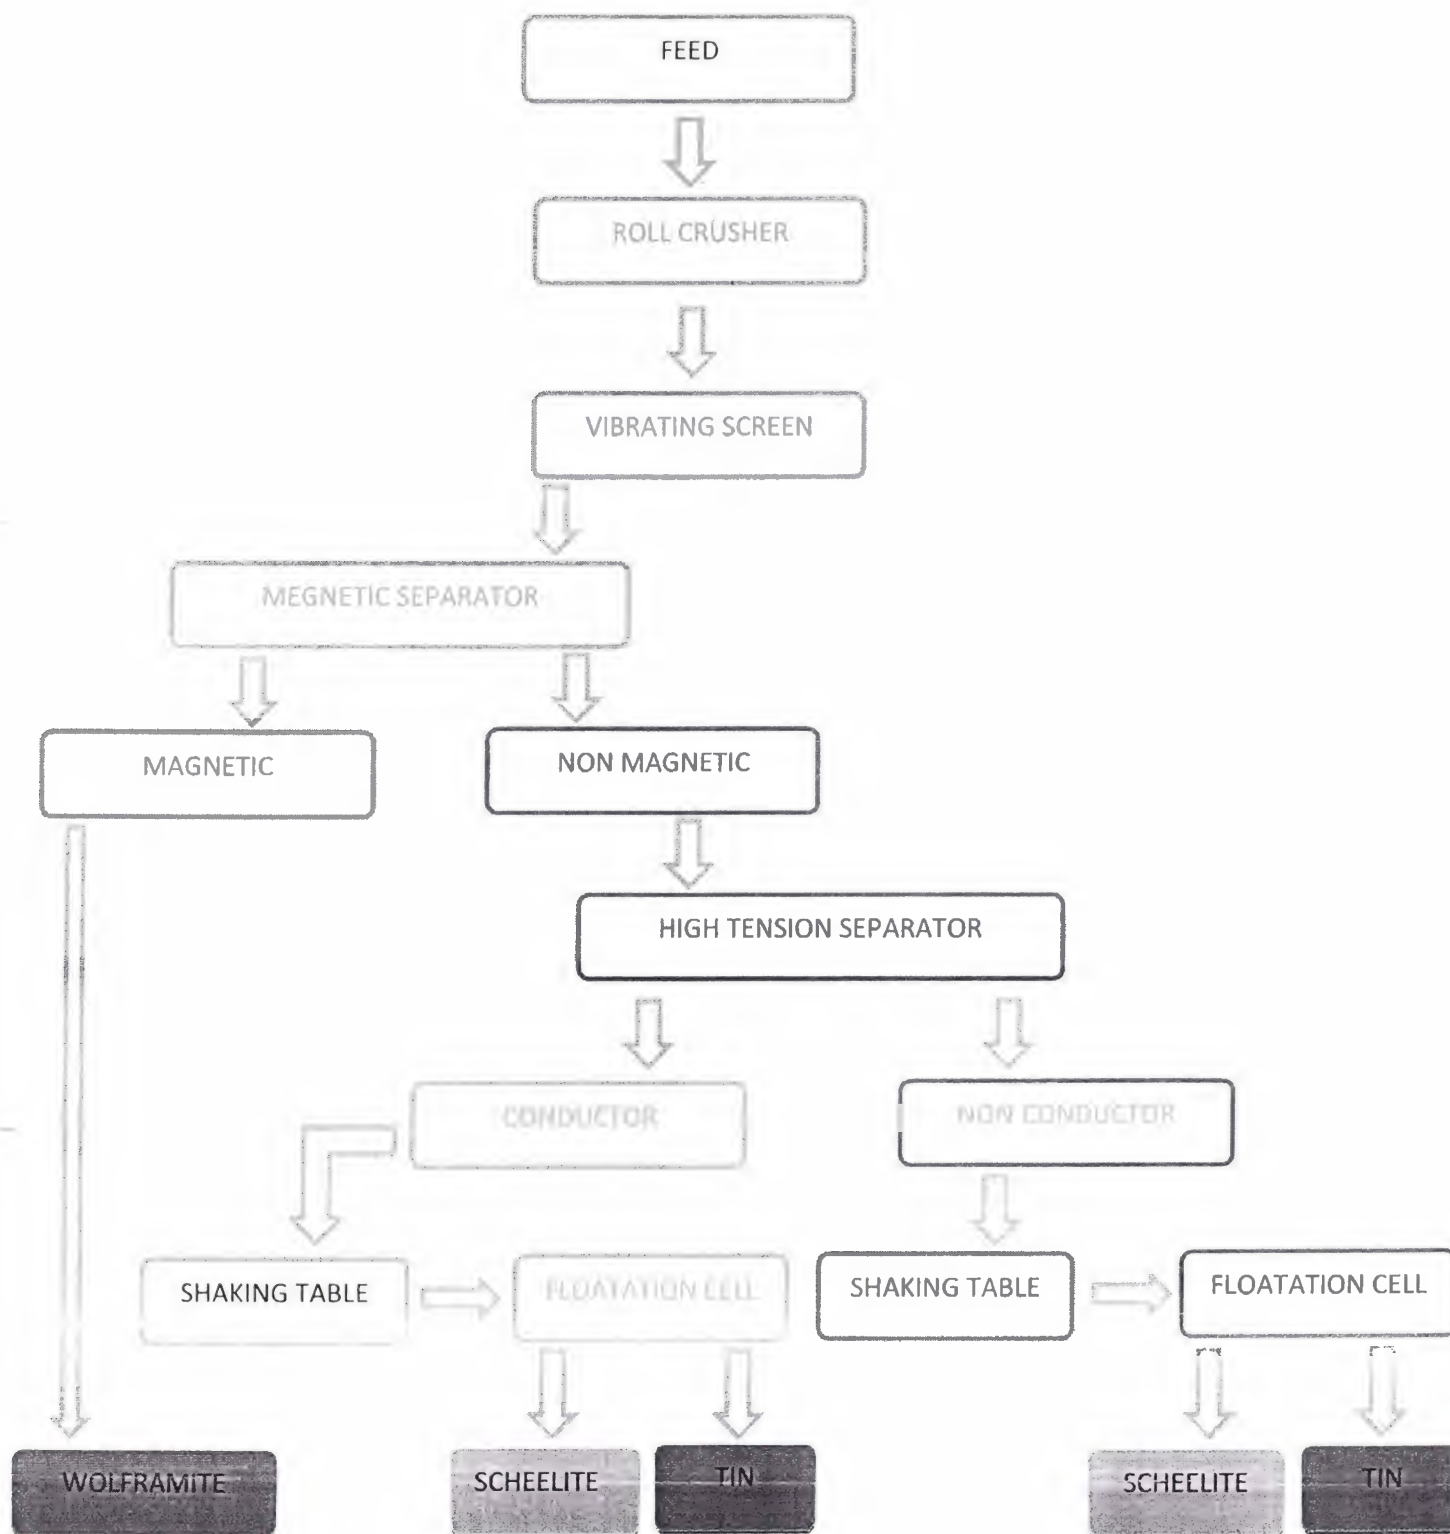 FEED
ROLL CRUSHER
VIBRATING SCREEN
MEGNETIC SEPARATOR
MAGNETIC
NON MAGNETIC
HIGH TENSION SEPARATOR
CONDUCTOR
NON CONDUCTOR
SHAKING TABLE
FLOATATION CELL
SHAKING TABLE
FLOATATION CELL
WOLFRAMITE
SCHEELITE
TIN
SCHEELITE
TIN